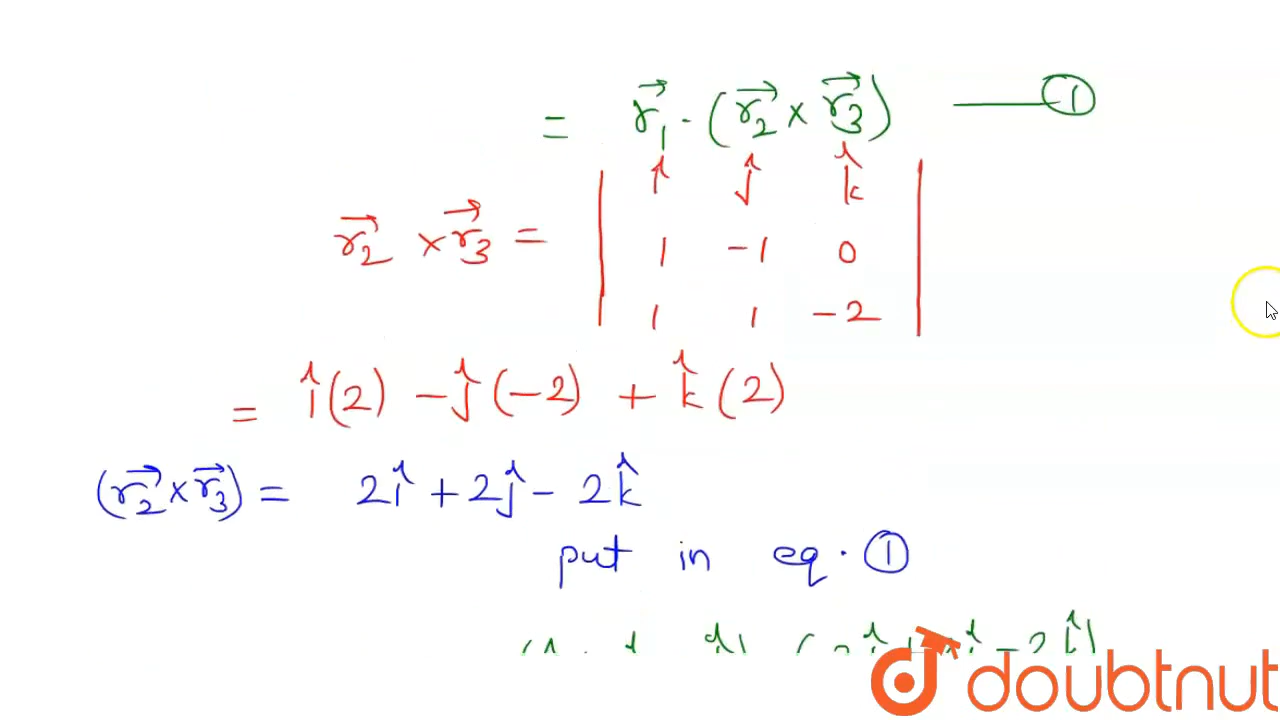 = r₁⃗ · (r₂⃗ × r₃⃗) —— ①
r₂⃗ × r₃⃗ = | î ĵ k̂ |
| 1 -1 0 |
| 1 1 -2 |
= î(2) - ĵ(-2) + k̂(2)
(r₂⃗ × r₃⃗) = 2î + 2ĵ - 2k̂
put in eq. ①
doubtnut